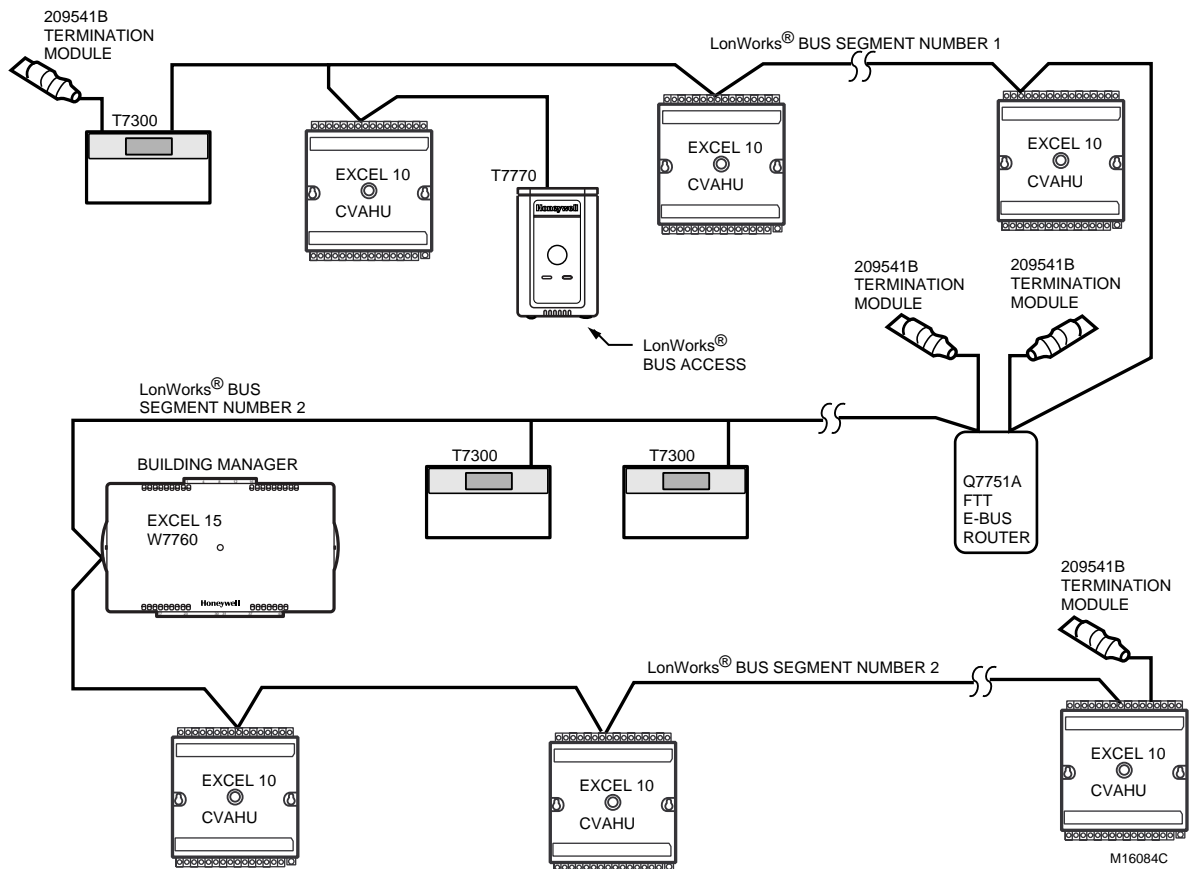 209541B
TERMINATION
MODULE
LonWorks® BUS SEGMENT NUMBER 1
T7300
EXCEL 10
CVAHU
T7770
Honeywell
EXCEL 10
CVAHU
EXCEL 10
CVAHU
209541B
TERMINATION
MODULE
209541B
TERMINATION
MODULE
LonWorks®
BUS ACCESS
LonWorks® BUS
SEGMENT NUMBER 2
T7300
T7300
Q7751A
FTT
E-BUS
ROUTER
BUILDING MANAGER
EXCEL 15
W7760
Honeywell
209541B
TERMINATION
MODULE
LonWorks® BUS SEGMENT NUMBER 2
EXCEL 10
CVAHU
EXCEL 10
CVAHU
EXCEL 10
CVAHU
M16084C